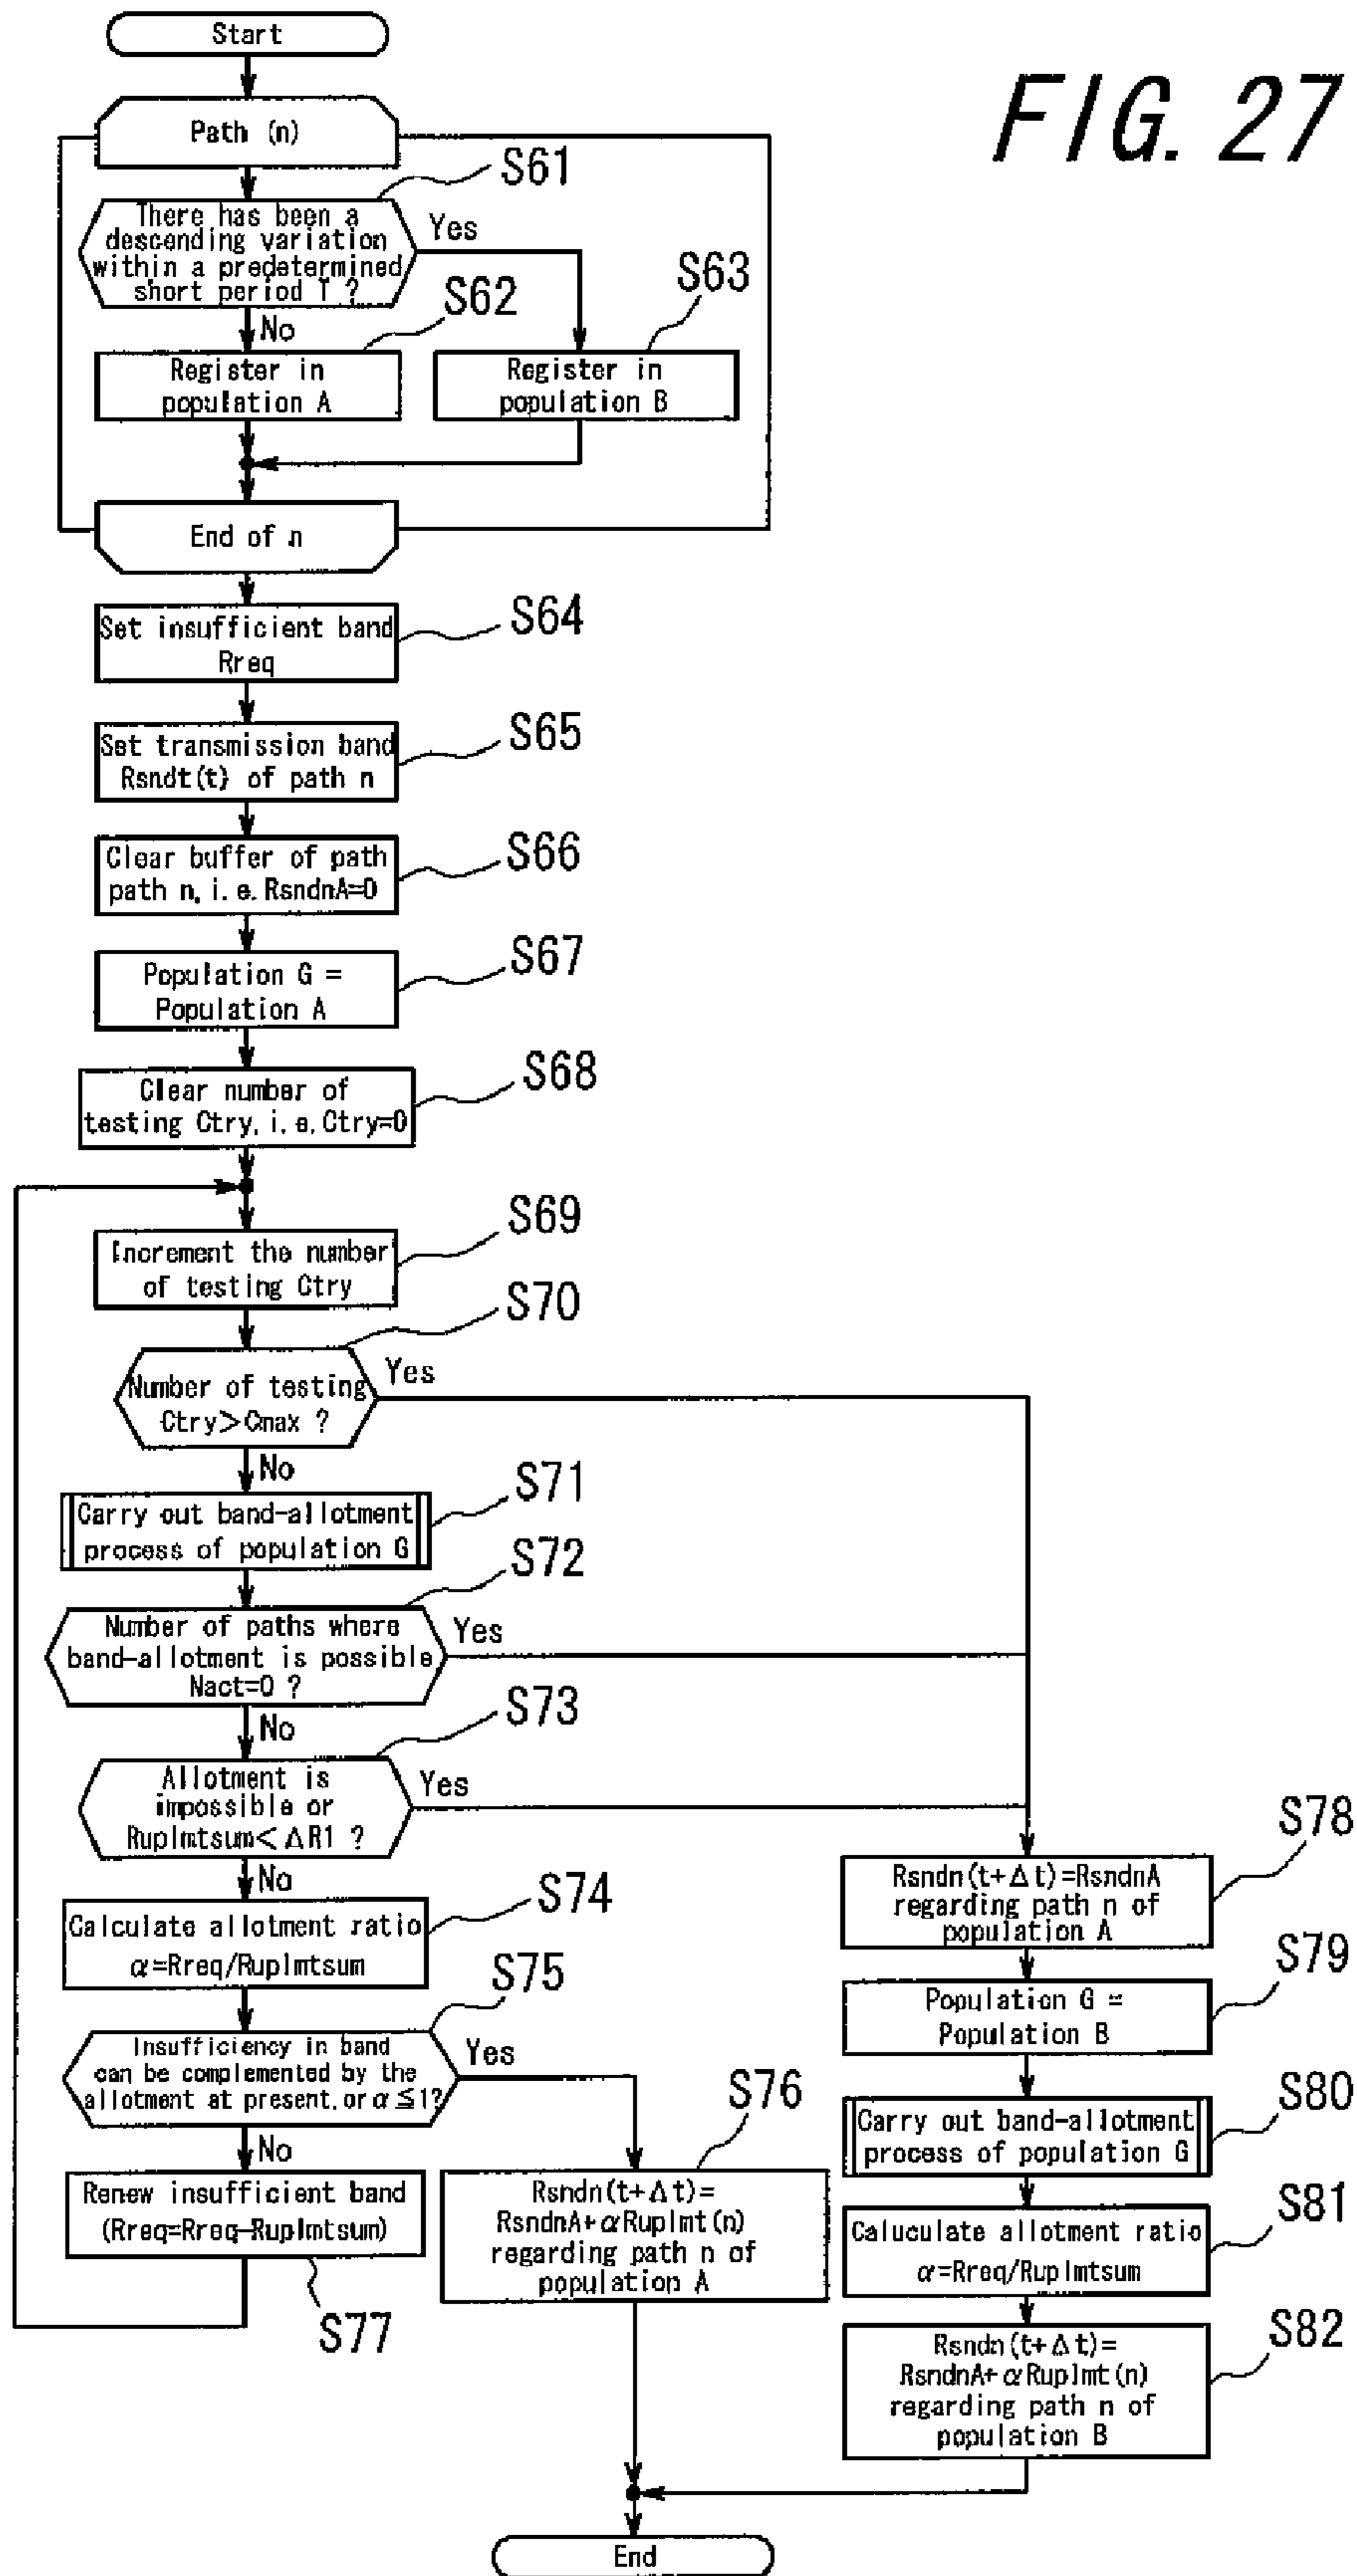 FIG. 27
Start
Path (n)
S61
There has been a
descending variation
within a predetermined
short period T ?
Yes
No
S62
S63
Register in
population A
Register in
population B
End of n
S64
Set insufficient band
Rreq
S65
Set transmission band
Rsndt(t) of path n
S66
Clear buffer of path
path n, i.e. RsndnA=0
S67
Population G =
Population A
S68
Clear number of
testing Ctry, i.e, Ctry=0
S69
Increment the number
of testing Ctry
S70
Number of testing
Ctry>Cmax ?
Yes
No
S71
Carry out band-allotment
process of population G
S72
Number of paths where
band-allotment is possible
Nact=0 ?
Yes
No
S73
Allotment is
impossible or
Ruplmtsum<ΔR1 ?
Yes
No
S74
Calculate allotment ratio
α=Rreq/Ruplmtsum
S75
Insufficiency in band
can be complemented by the
allotment at present, or α≦1?
Yes
No
S76
Rsndn(t+Δt)=
RsndnA+αRuplmt(n)
regarding path n of
population A
Renew insufficient band
(Rreq=Rreq-Ruplmtsum)
S77
S78
Rsndn(t+Δt)=RsndnA
regarding path n of
population A
S79
Population G =
Population B
S80
Carry out band-allotment
process of population G
S81
Caluculate allotment ratio
α=Rreq/Ruplmtsum
S82
Rsndn(t+Δt)=
RsndnA+αRuplmt(n)
regarding path n of
population B
End